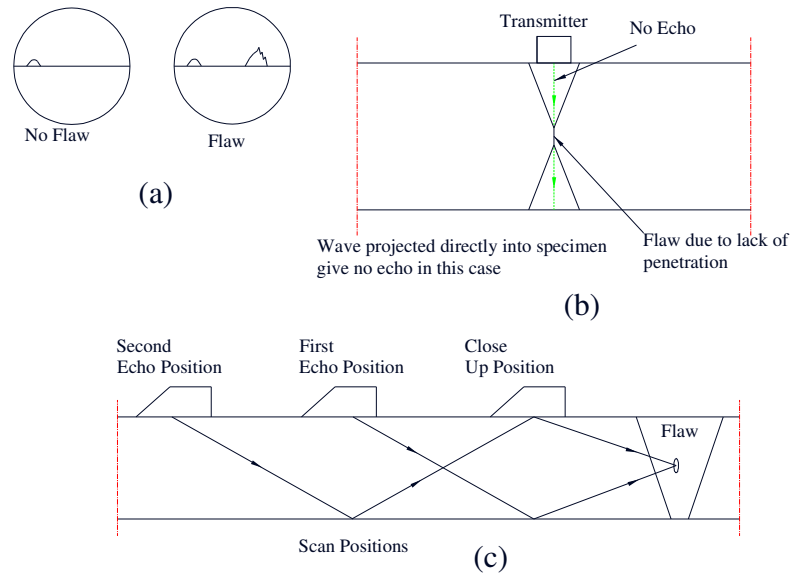 No Flaw
Flaw
(a)
Transmitter
No Echo
Wave projected directly into specimen
give no echo in this case
Flaw due to lack of
penetration
(b)
Second
Echo Position
First
Echo Position
Close
Up Position
Flaw
Scan Positions
(c)